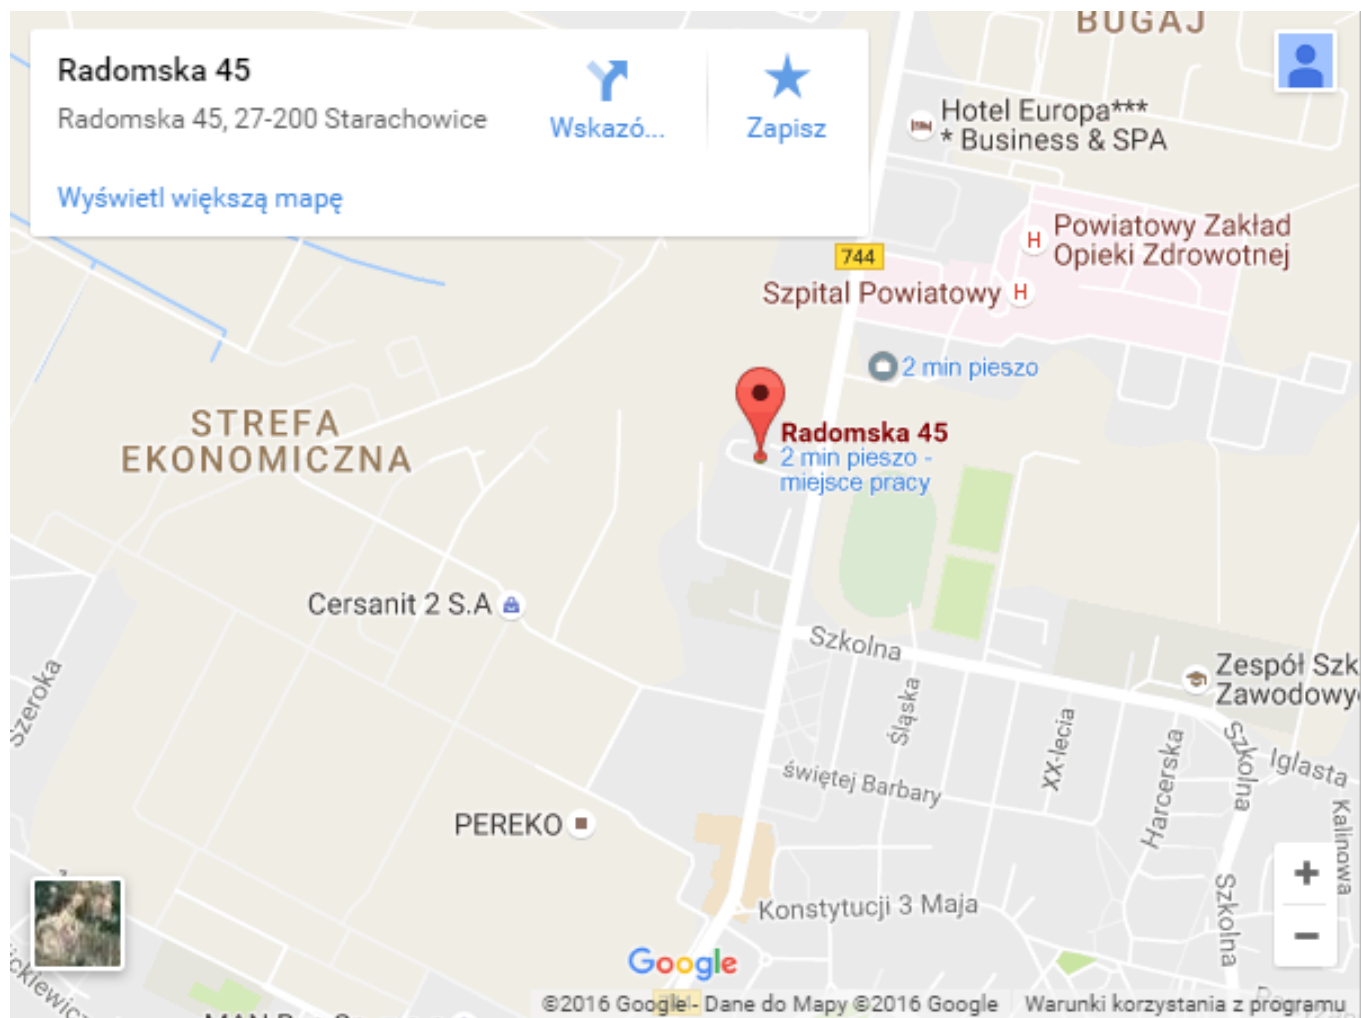 BUGAJ
Radomska 45
Radomska 45, 27-200 Starachowice
Wskazó...
Zapisz
Wyświetl większą mapę
Hotel Europa***
* Business & SPA
Powiatowy Zakład
Opieki Zdrowotnej
744
Szpital Powiatowy
H
H
2 min pieszo
STREFA
EKONOMICZNA
Radomska 45
2 min pieszo -
miejsce pracy
Cersanit 2 S.A
Szkolna
Zespół Szk
Zawodowy
Szeroka
Śląska
XX-lecia
Harcerska
Szkolna
Iglasta
świętej Barbary
Kalinowa
PEREKO
+
Konstytucji 3 Maja
Szkolna
−
Google
©2016 Google - Dane do Mapy ©2016 Google
Warunki korzystania z programu